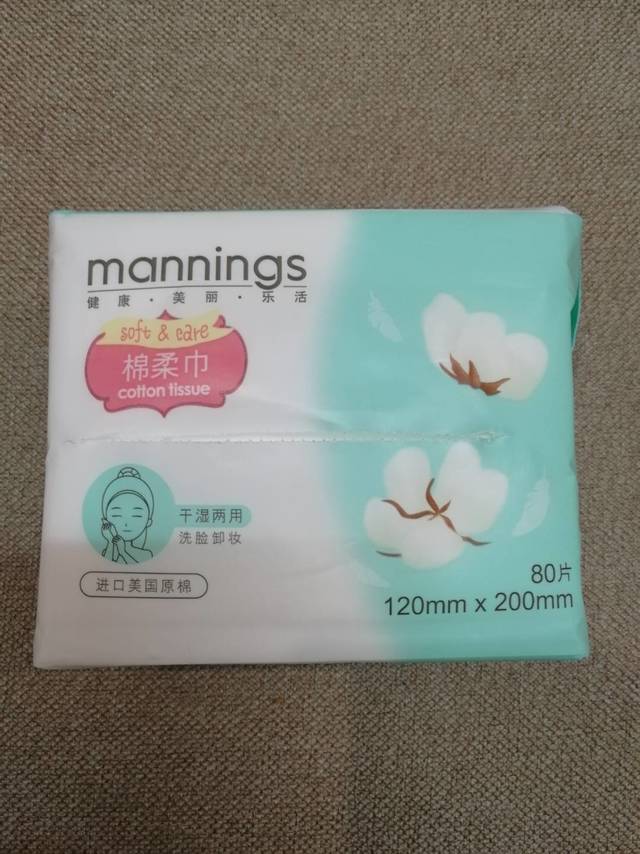 mannings
健康·美丽·乐活
soft & care
棉柔巾
cotton tissue
干湿两用
洗脸卸妆
进口美国原棉
80片
120mm x 200mm